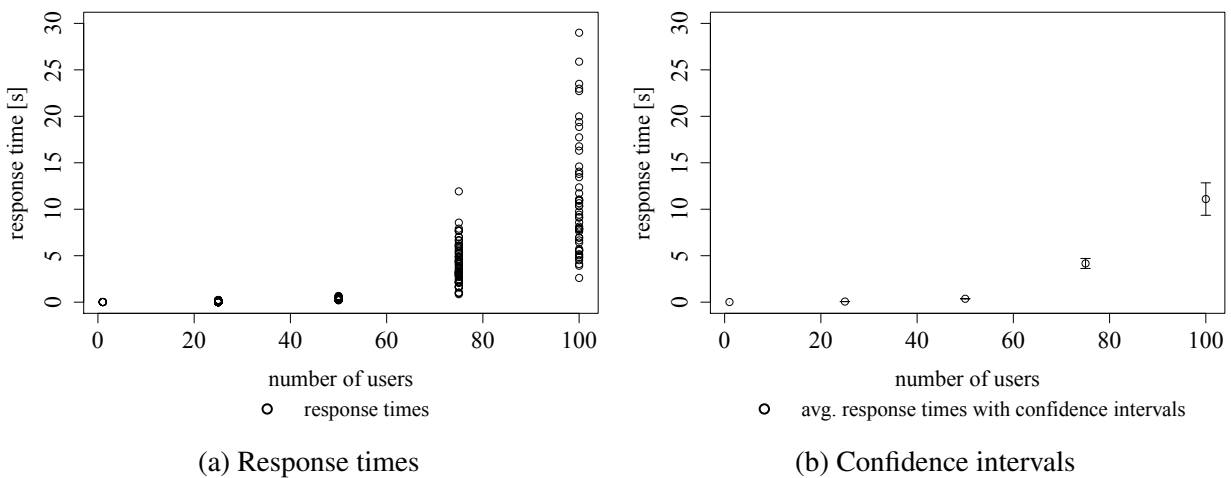 30
25
20
15
10
5
0
response time [s]
0 20 40 60 80 100
number of users
response times
(a) Response times
30
25
20
15
10
5
0
response time [s]
0 20 40 60 80 100
number of users
avg. response times with confidence intervals
(b) Confidence intervals